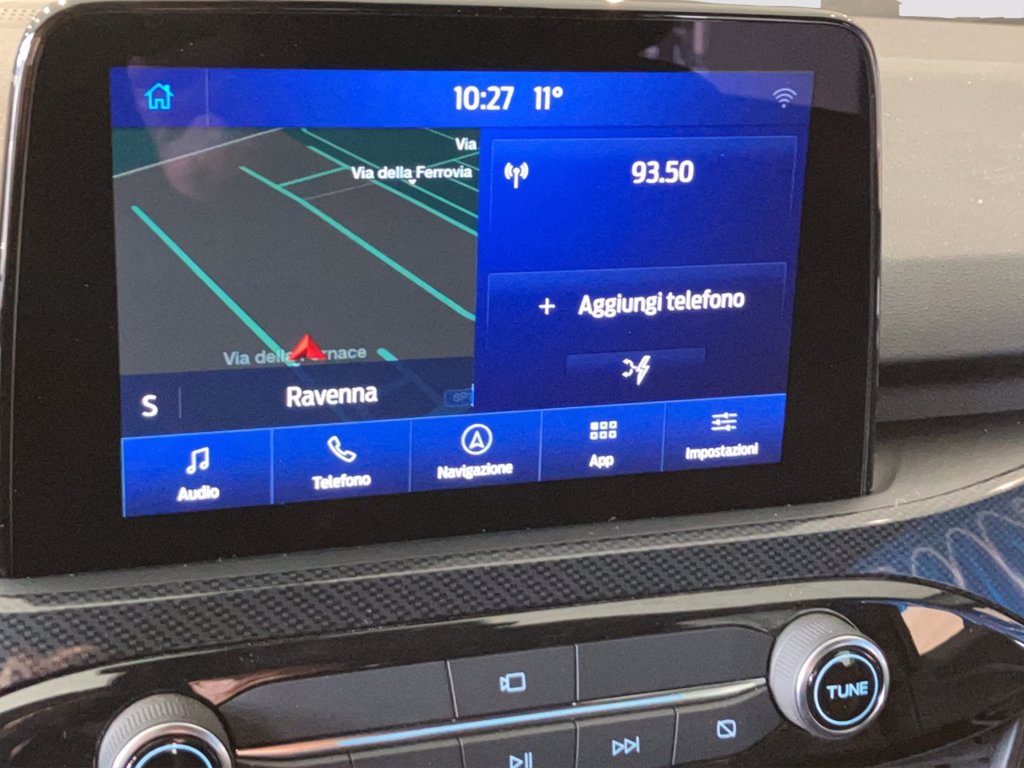 10:27 11°
Via
Via della Ferrovia
93.50
+ Aggiungi telefono
S
Ravenna
Audio
Telefono
Navigazione
App
Impostazioni
TUNE